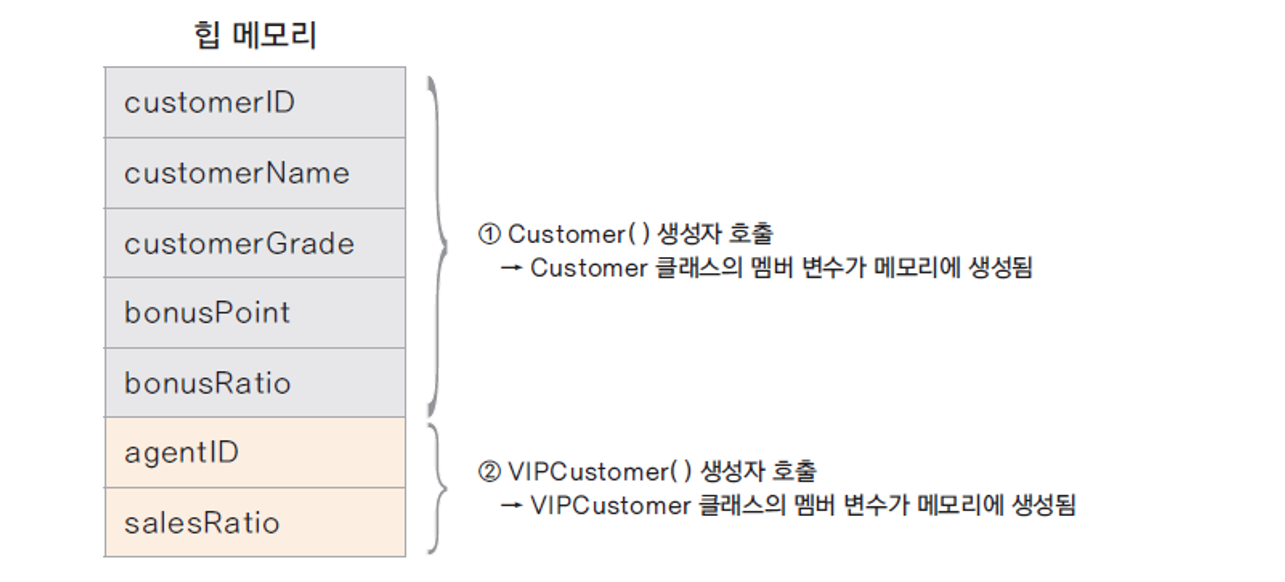 힙 메모리
customerID
customerName
customerGrade
bonusPoint
bonusRatio
agentID
salesRatio
① Customer( ) 생성자 호출
→ Customer 클래스의 멤버 변수가 메모리에 생성됨
② VIPCustomer( ) 생성자 호출
→ VIPCustomer 클래스의 멤버 변수가 메모리에 생성됨